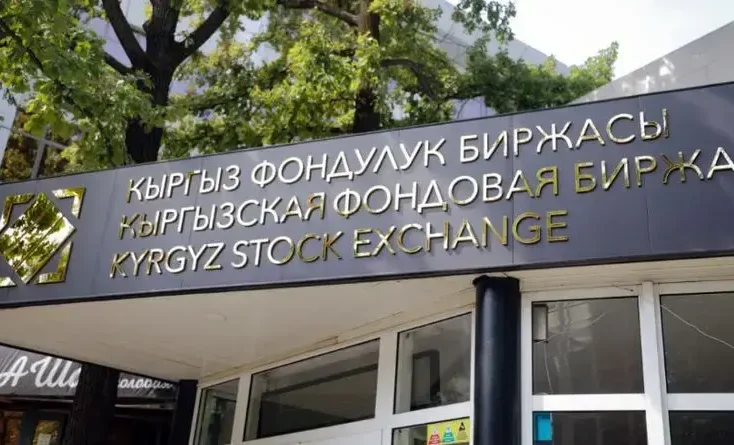 КЫРГЫЗ ФОНДУЛУК БИРЖАСЫ
КЫРГЫЗСКАЯ ФОНДОВАЯ БИРЖА
KYRGYZ STOCK EXCHANGE